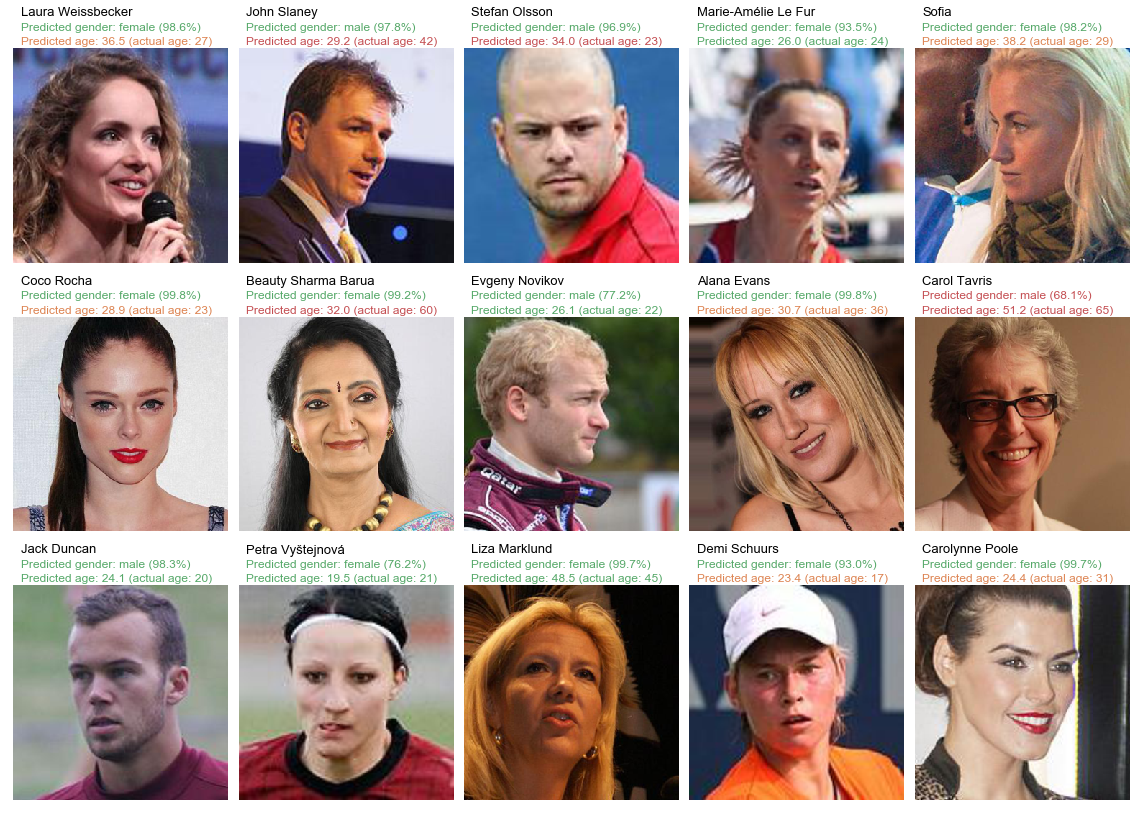 Laura Weissbecker
Predicted gender: female (98.6%)
Predicted age: 36.5 (actual age: 27)
John Slaney
Predicted gender: male (97.8%)
Predicted age: 29.2 (actual age: 42)
Stefan Olsson
Predicted gender: male (96.9%)
Predicted age: 34.0 (actual age: 23)
Marie-Amélie Le Fur
Predicted gender: female (93.5%)
Predicted age: 26.0 (actual age: 24)
Sofia
Predicted gender: female (98.2%)
Predicted age: 38.2 (actual age: 29)
Coco Rocha
Predicted gender: female (99.8%)
Predicted age: 28.9 (actual age: 23)
Beauty Sharma Barua
Predicted gender: female (99.2%)
Predicted age: 32.0 (actual age: 60)
Evgeny Novikov
Predicted gender: male (77.2%)
Predicted age: 26.1 (actual age: 22)
Qatar
Alana Evans
Predicted gender: female (99.8%)
Predicted age: 30.7 (actual age: 36)
Carol Tavris
Predicted gender: male (68.1%)
Predicted age: 51.2 (actual age: 65)
Jack Duncan
Predicted gender: male (98.3%)
Predicted age: 24.1 (actual age: 20)
Petra Vyštejnová
Predicted gender: female (76.2%)
Predicted age: 19.5 (actual age: 21)
Liza Marklund
Predicted gender: female (99.7%)
Predicted age: 48.5 (actual age: 45)
Demi Schuurs
Predicted gender: female (93.0%)
Predicted age: 23.4 (actual age: 17)
Carolynne Poole
Predicted gender: female (99.7%)
Predicted age: 24.4 (actual age: 31)